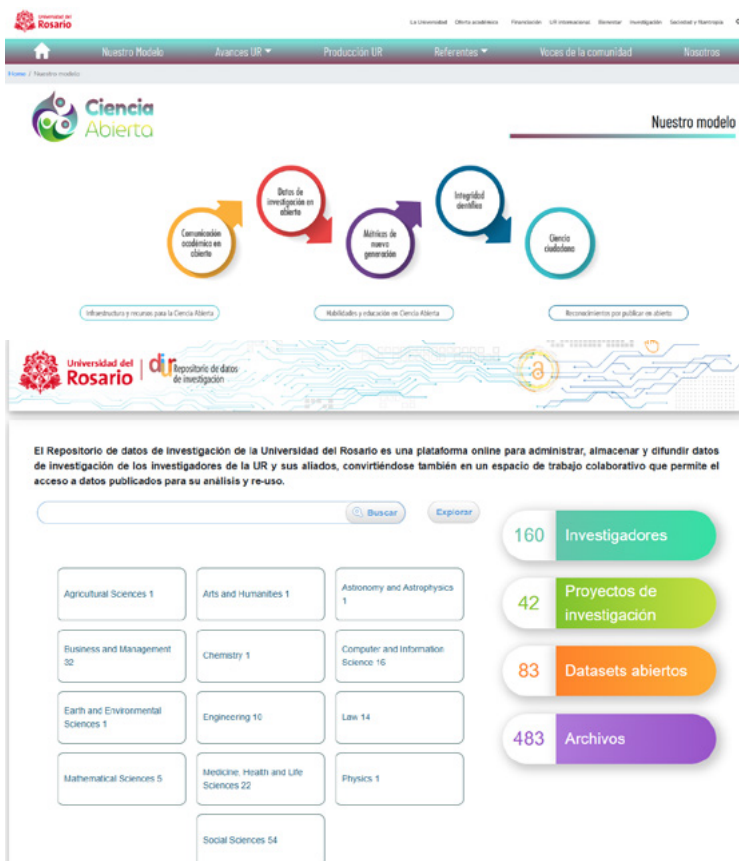 Universidad del
Rosario
La Universidad Oferta académica Financiación UR Internacional Bienestar Investigación Sociedad y filantropía
Nuestro Modelo Avances UR Producción UR Referentes Voces de la comunidad Nosotros
Home / Nuestro modelo
Ciencia
Abierta
Nuestro modelo
Comunicación
académica en
abierto
Datos de
investigación en
abierto
Métricas de
nueva
generación
Integridad
científica
Ciencia
ciudadana
Infraestructura y recursos para la Ciencia Abierta
Habilidades y educación en Ciencia Abierta
Reconocimientos por publicar en abierto
Universidad del
Rosario
dir Repositorio de datos
de investigación
El Repositorio de datos de investigación de la Universidad del Rosario es una plataforma online para administrar, almacenar y difundir datos
de investigación de los investigadores de la UR y sus aliados, convirtiéndose también en un espacio de trabajo colaborativo que permite el
acceso a datos publicados para su análisis y re-uso.
Buscar
Explorar
160 Investigadores
42 Proyectos de
investigación
83 Datasets abiertos
483 Archivos
Agricultural Sciences 1
Arts and Humanities 1
Astronomy and Astrophysics
1
Business and Management
32
Chemistry 1
Computer and Information
Science 16
Earth and Environmental
Sciences 1
Engineering 10
Law 14
Mathematical Sciences 5
Medicine, Health and Life
Sciences 22
Physics 1
Social Sciences 54